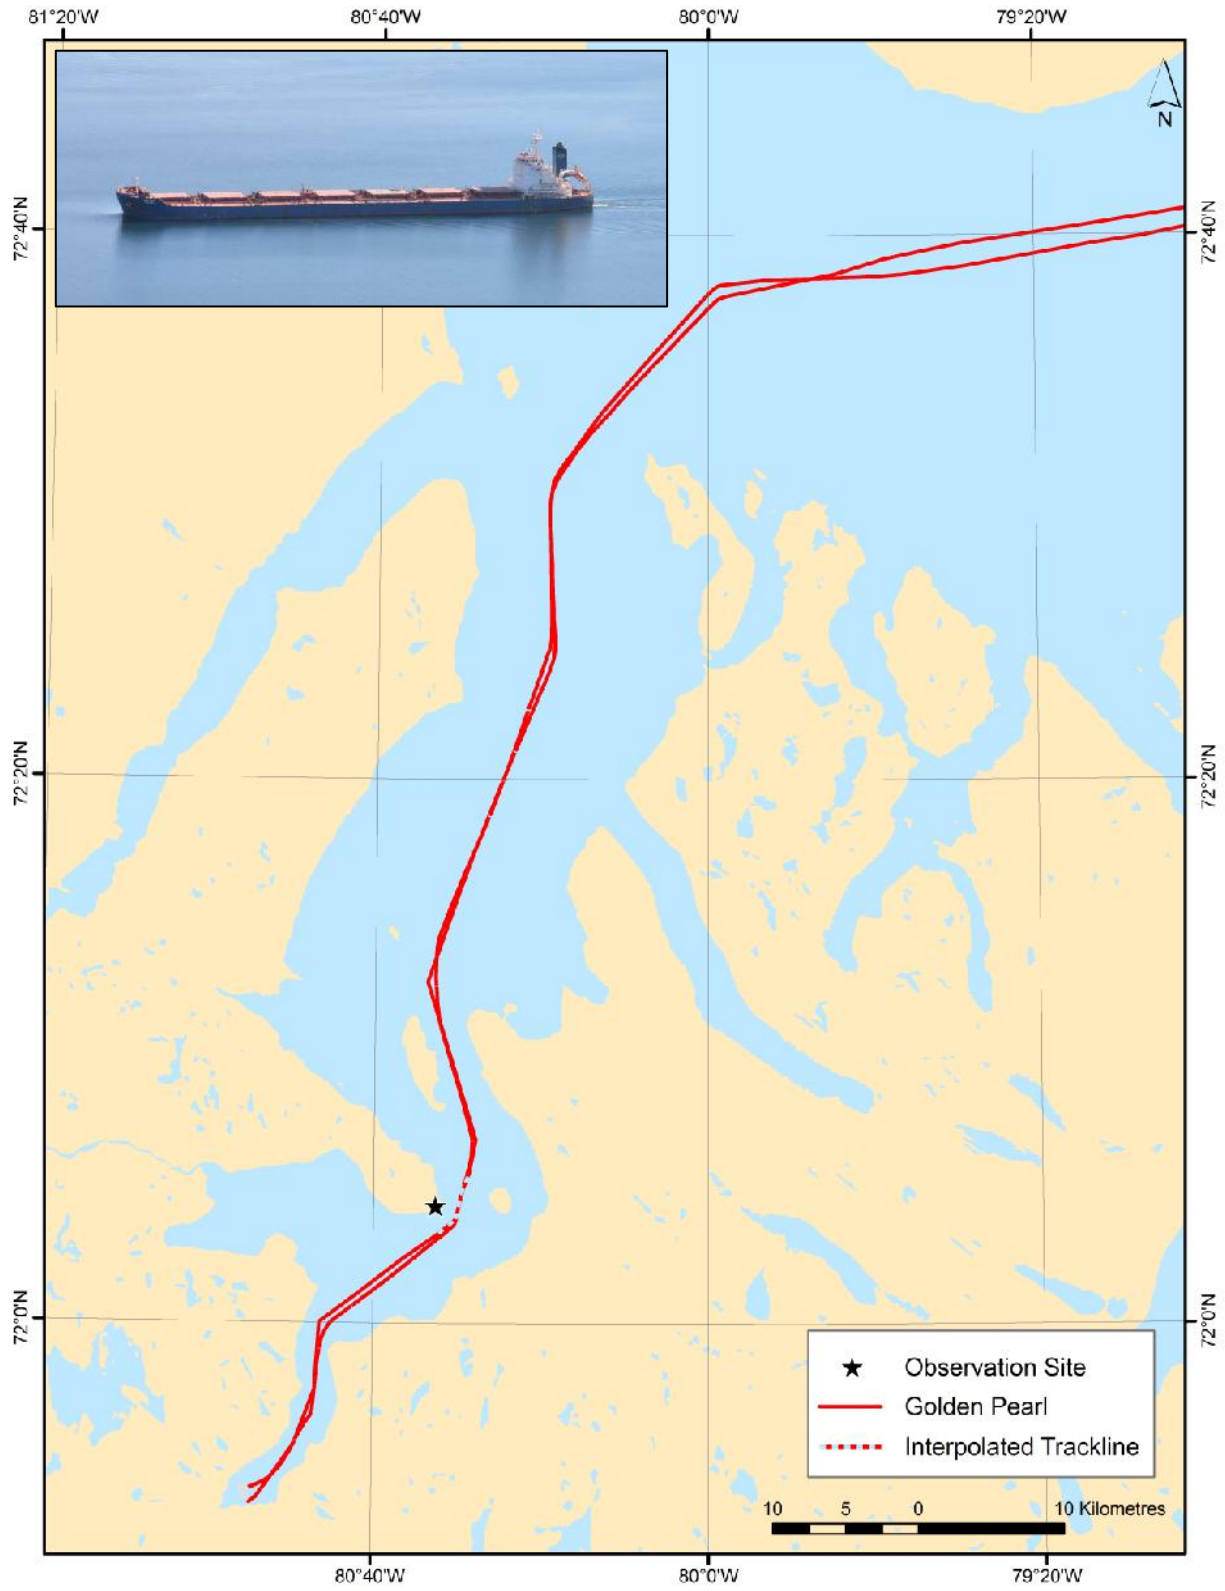 81°20'W 80°40'W 80°0'W 79°20'W
N
72°40'N 72°40'N
72°20'N 72°20'N
72°0'N 72°0'N
Observation Site
Golden Pearl
Interpolated Trackline
10 5 0 10 Kilometres
80°40'W 80°0'W 79°20'W